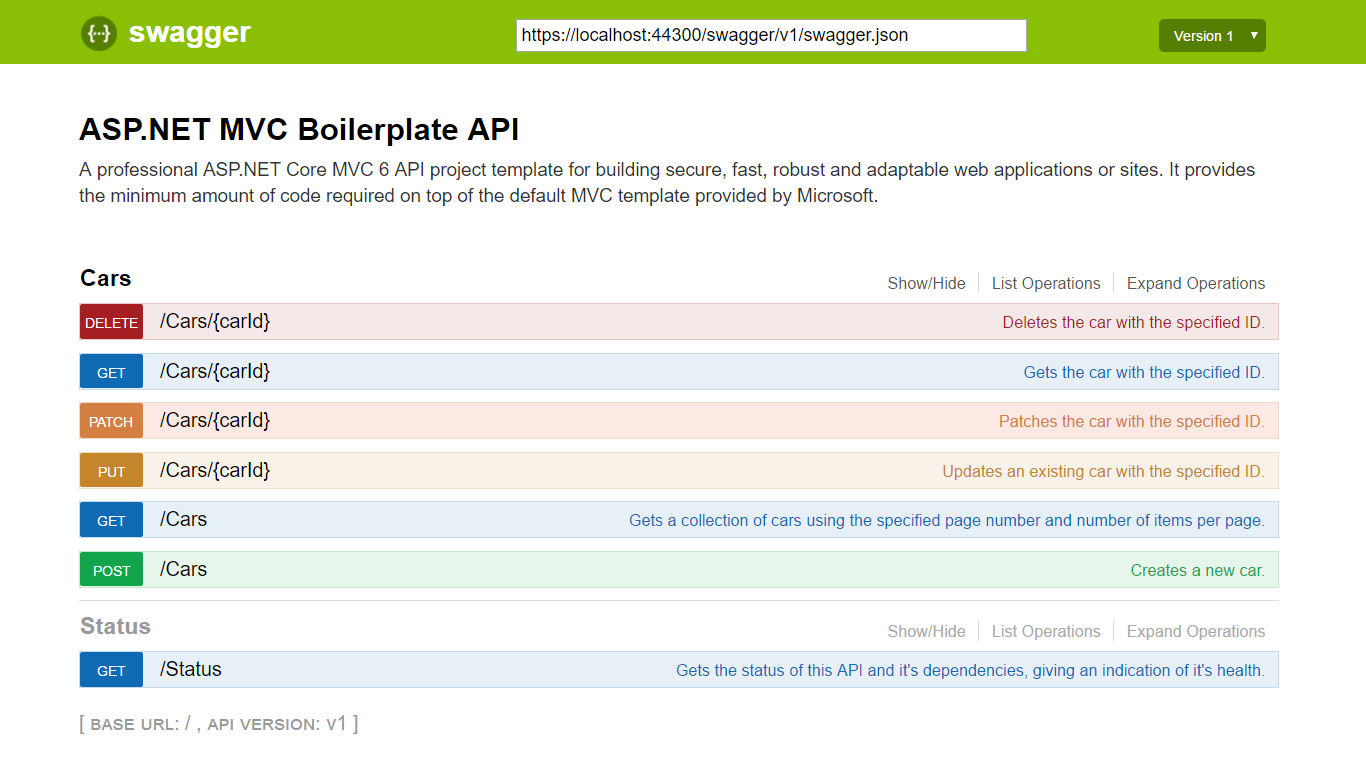 {···} swagger
https://localhost:44300/swagger/v1/swagger.json
Version 1
ASP.NET MVC Boilerplate API
A professional ASP.NET Core MVC 6 API project template for building secure, fast, robust and adaptable web applications or sites. It provides
the minimum amount of code required on top of the default MVC template provided by Microsoft.
Cars Show/Hide List Operations Expand Operations
DELETE /Cars/{carId} Deletes the car with the specified ID.
GET /Cars/{carId} Gets the car with the specified ID.
PATCH /Cars/{carId} Patches the car with the specified ID.
PUT /Cars/{carId} Updates an existing car with the specified ID.
GET /Cars Gets a collection of cars using the specified page number and number of items per page.
POST /Cars Creates a new car.
Status Show/Hide List Operations Expand Operations
GET /Status Gets the status of this API and it's dependencies, giving an indication of it's health.
[ BASE URL: / , API VERSION: V1 ]